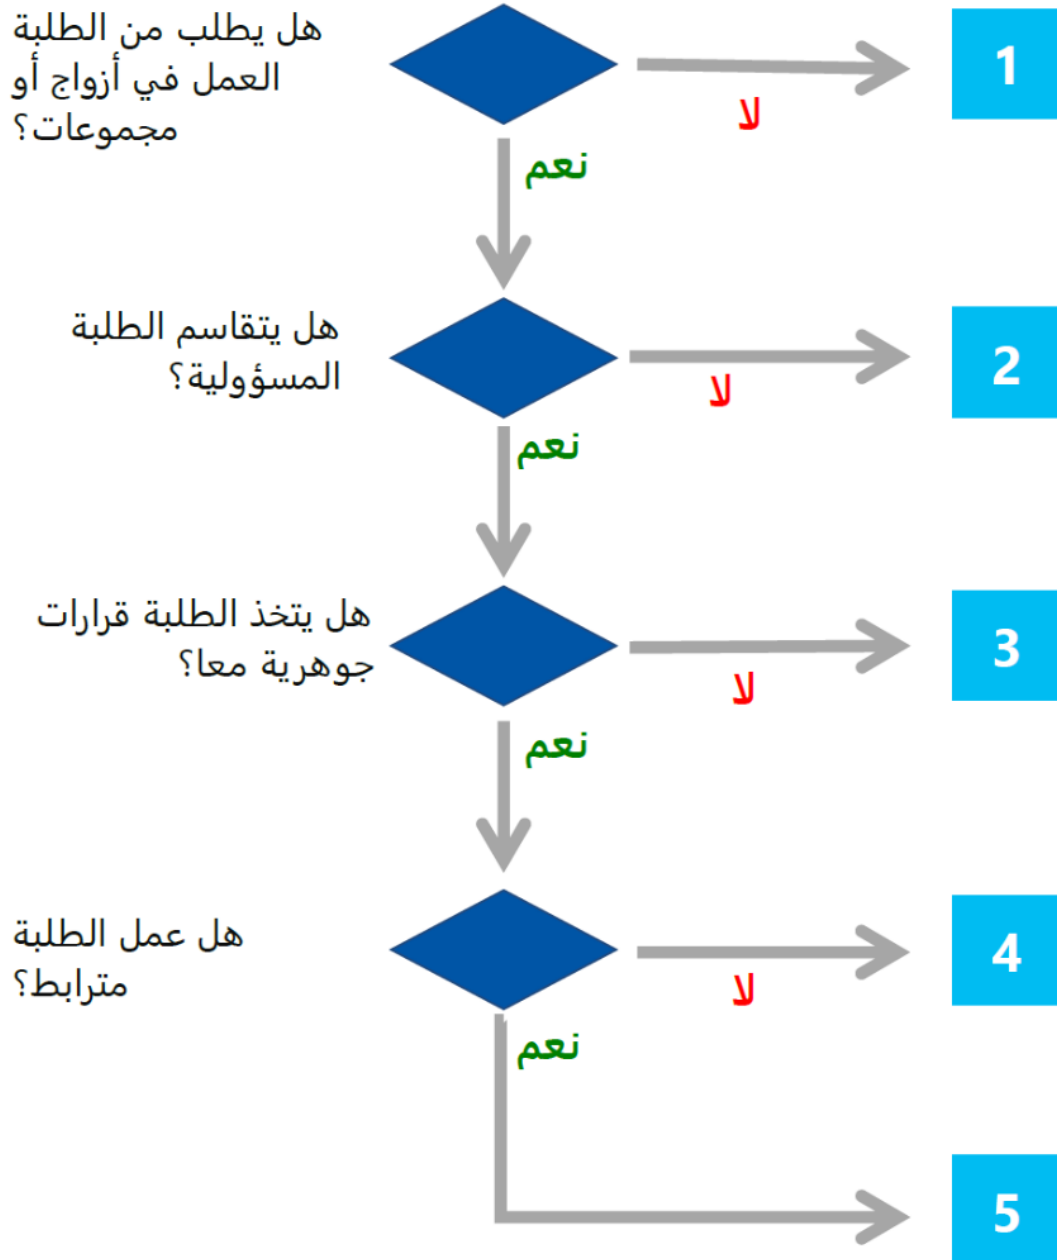 هل يطلب من الطلبة
العمل في أزواج أو
مجموعات؟
لا
1
نعم
هل يتقاسم الطلبة
المسؤولية؟
لا
2
نعم
هل يتخذ الطلبة قرارات
جوهرية معا؟
لا
3
نعم
هل عمل الطلبة
مترابط؟
لا
4
نعم
5